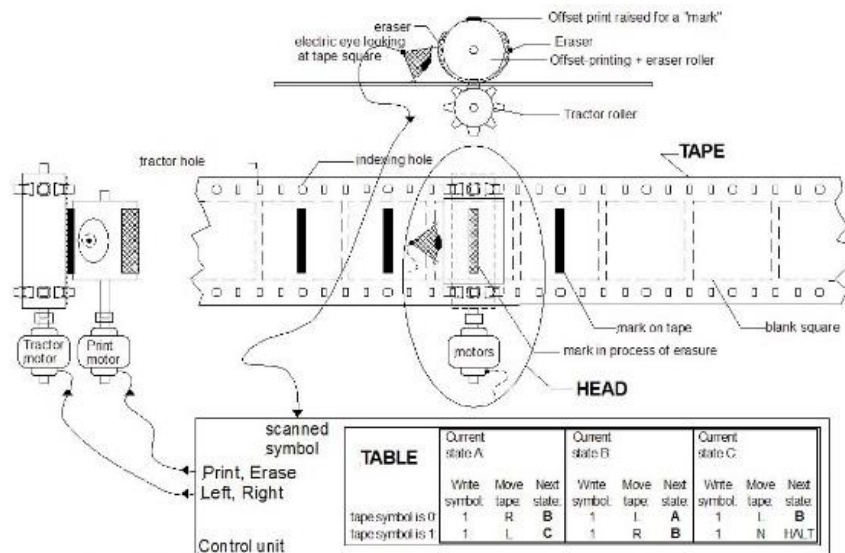 Offset print raised for a "mark"
eraser
electric eye looking
at tape square
Eraser
Offset-printing + eraser roller
Tractor roller
tractor hole
indexing hole
TAPE
mark on tape
blank square
mark in process of erasure
Tractor
motor
Print
motor
motors
HEAD
scanned
symbol
Print, Erase
Left, Right
Control unit
TABLE
Current
state A
Current
state B
Current
state C:
Write Move Next Write Move Next Write Move Next
symbol: tape: state: symbol: tape: state: symbol: tape: state:
tape symbol is 0: 1 R B 1 L A 1 L B
tape symbol is 1: 1 L C 1 R B 1 N HALT